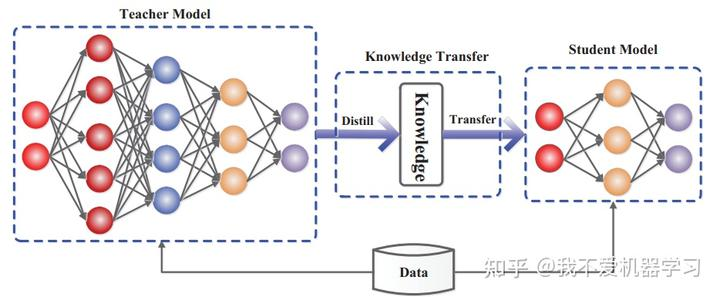 Teacher Model
Knowledge Transfer
Student Model
Distill
Knowledge
Transfer
Data
知乎 @我不爱机器学习